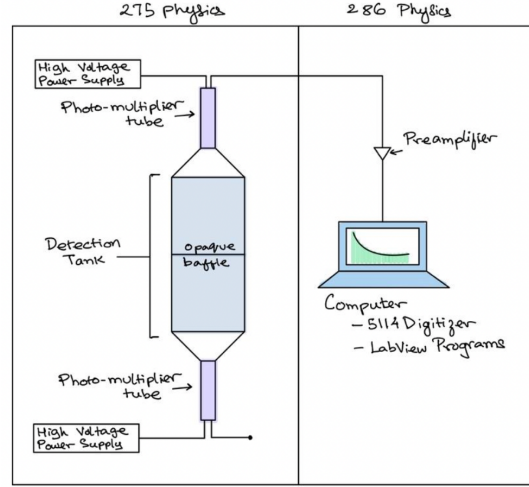 275 Physics
286 Physics
High Voltage
Power Supply
Photo-multiplier
tube
Preamplifier
Detection
Tank
opaque
baffle
Computer
- 5114 Digitizer
- LabView Programs
Photo-multiplier
tube
High Voltage
Power Supply